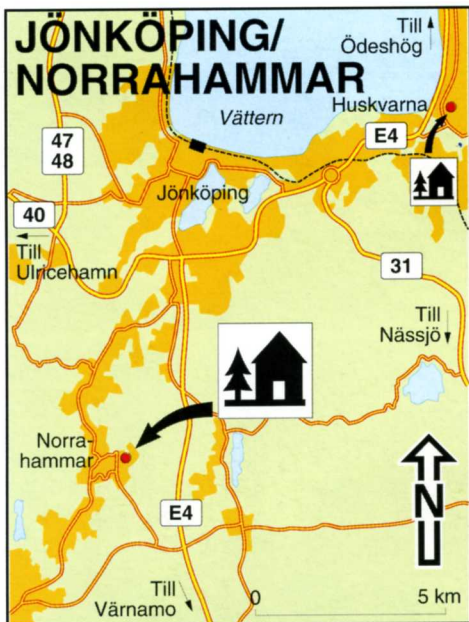 JÖNKÖPING/
NORRAHAMMAR
Till
Ödeshög
Vättern
Huskvarna
E4
47
48
Jönköping
40
Till
Ulricehamn
31
Till
Nässjö
Norra-
hammar
N
E4
Till
Värnamo
0
5 km